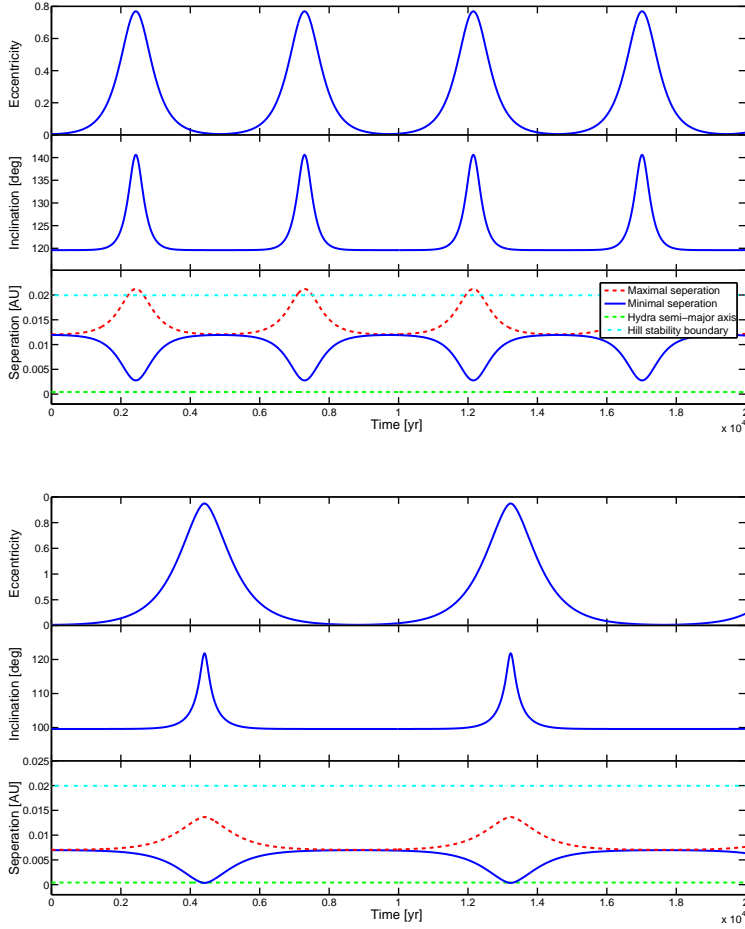 0.8
0.6
0.4
0.2
0
Eccentricity
140
135
130
125
120
Inclination [deg]
0.02
0.015
0.01
0.005
0
Seperation [AU]
Maximal seperation
Minimal seperation
Hydra semi-major axis
Hill stability boundary
0 0.2 0.4 0.6 0.8 1 1.2 1.4 1.6 1.8 2
Time [yr]
x 10⁴
0
0.8
0.6
1
0.5
0
Eccentricity
120
110
100
Inclination [deg]
0.025
0.02
0.015
0.01
0.005
0
Seperation [AU]
0 0.2 0.4 0.6 0.8 1 1.2 1.4 1.6 1.8 2
Time [yr]
x 10⁴